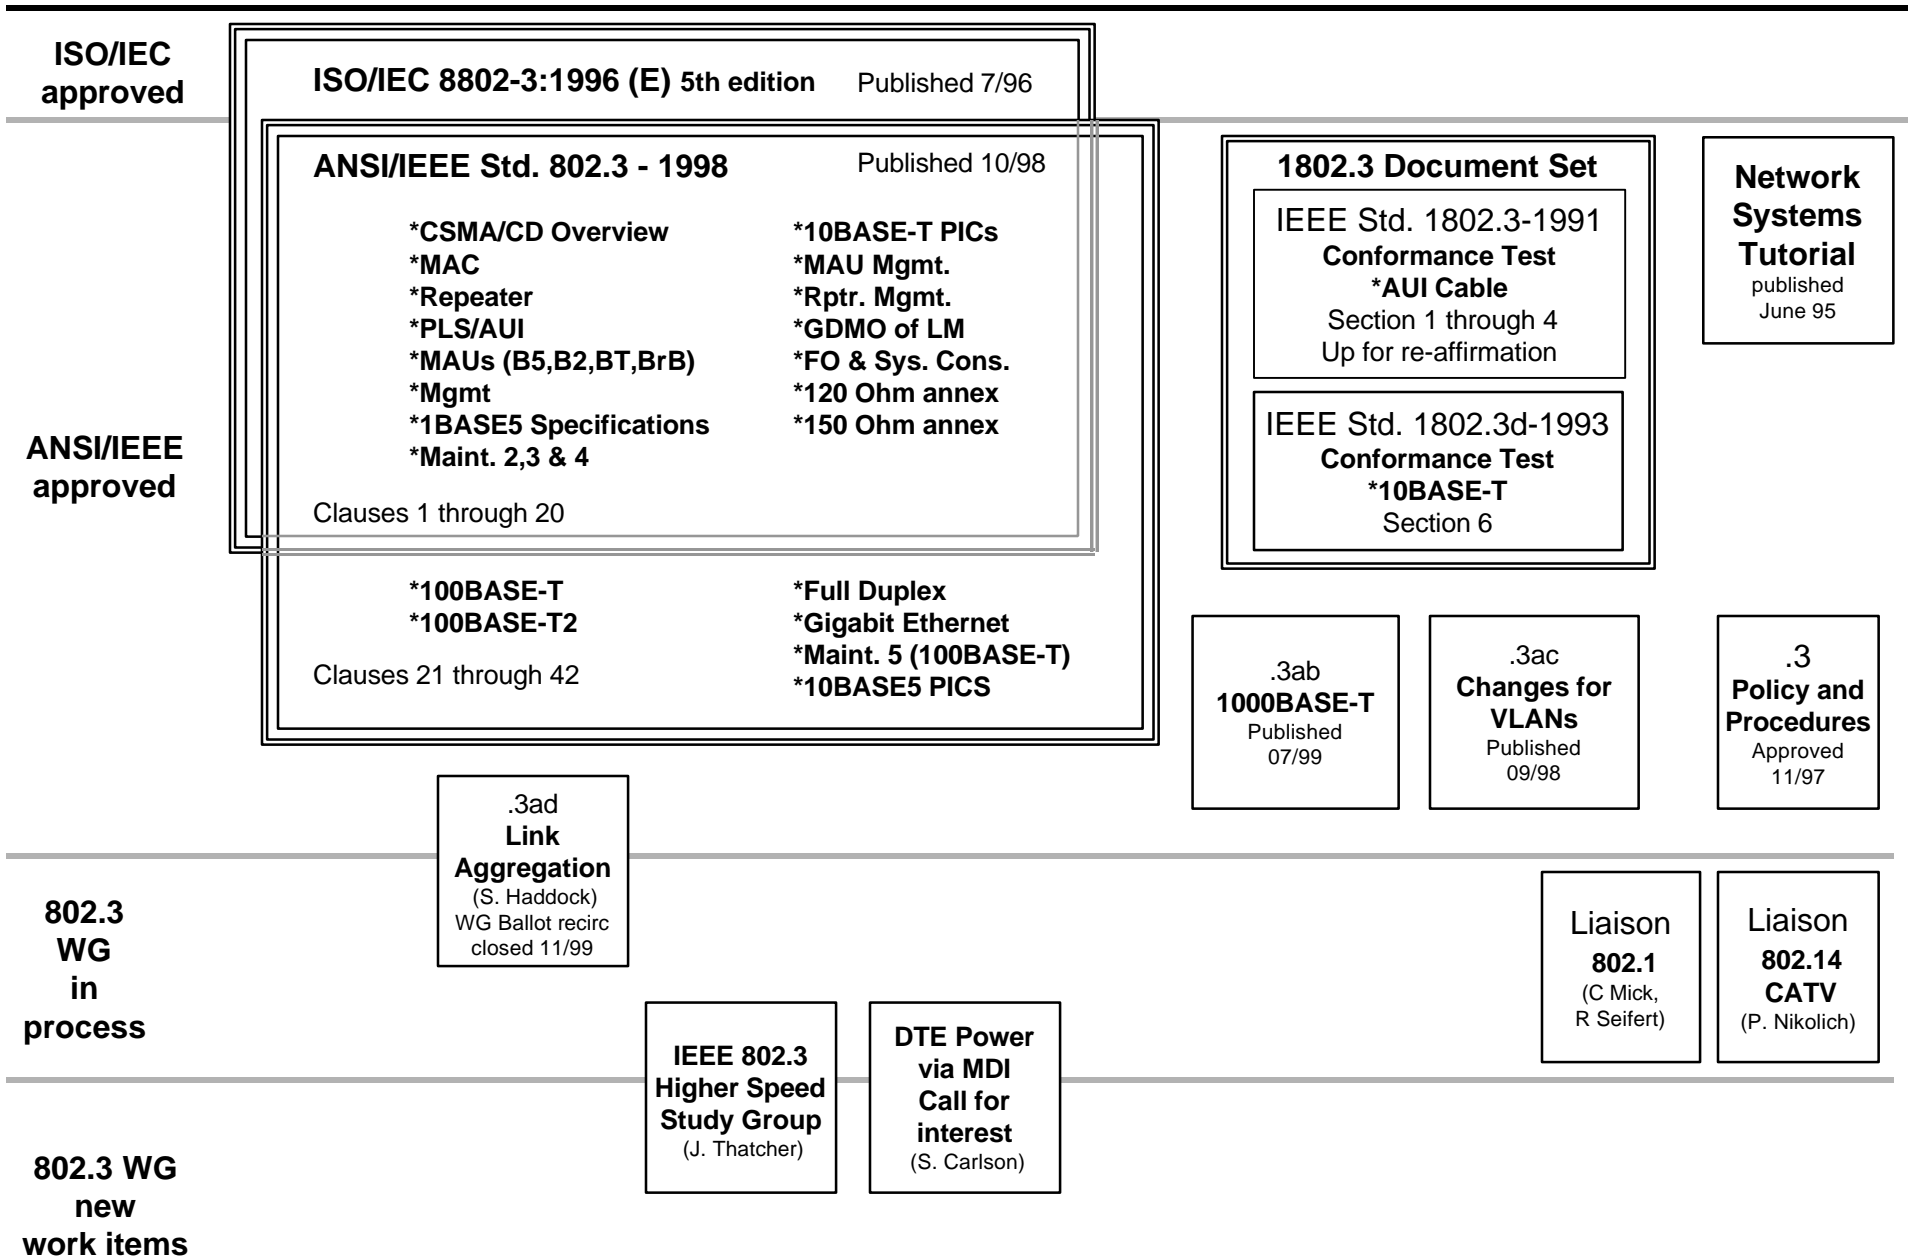 ISO/IEC
approved
ISO/IEC 8802-3:1996 (E) 5th edition Published 7/96
ANSI/IEEE
approved
ANSI/IEEE Std. 802.3 - 1998 Published 10/98
*CSMA/CD Overview
*MAC
*Repeater
*PLS/AUI
*MAUs (B5,B2,BT,BrB)
*Mgmt
*1BASE5 Specifications
*Maint. 2,3 & 4
*10BASE-T PICs
*MAU Mgmt.
*Rptr. Mgmt.
*GDMO of LM
*FO & Sys. Cons.
*120 Ohm annex
*150 Ohm annex
Clauses 1 through 20
*100BASE-T
*100BASE-T2
Clauses 21 through 42
*Full Duplex
*Gigabit Ethernet
*Maint. 5 (100BASE-T)
*10BASE5 PICS
1802.3 Document Set
IEEE Std. 1802.3-1991
Conformance Test
*AUI Cable
Section 1 through 4
Up for re-affirmation
IEEE Std. 1802.3d-1993
Conformance Test
*10BASE-T
Section 6
Network
Systems
Tutorial
published
June 95
.3ab
1000BASE-T
Published
07/99
.3ac
Changes for
VLANs
Published
09/98
.3
Policy and
Procedures
Approved
11/97
.3ad
Link
Aggregation
(S. Haddock)
WG Ballot recirc
closed 11/99
802.3
WG
in
process
Liaison
802.1
(C Mick,
R Seifert)
Liaison
802.14
CATV
(P. Nikolich)
IEEE 802.3
Higher Speed
Study Group
(J. Thatcher)
DTE Power
via MDI
Call for
interest
(S. Carlson)
802.3 WG
new
work items